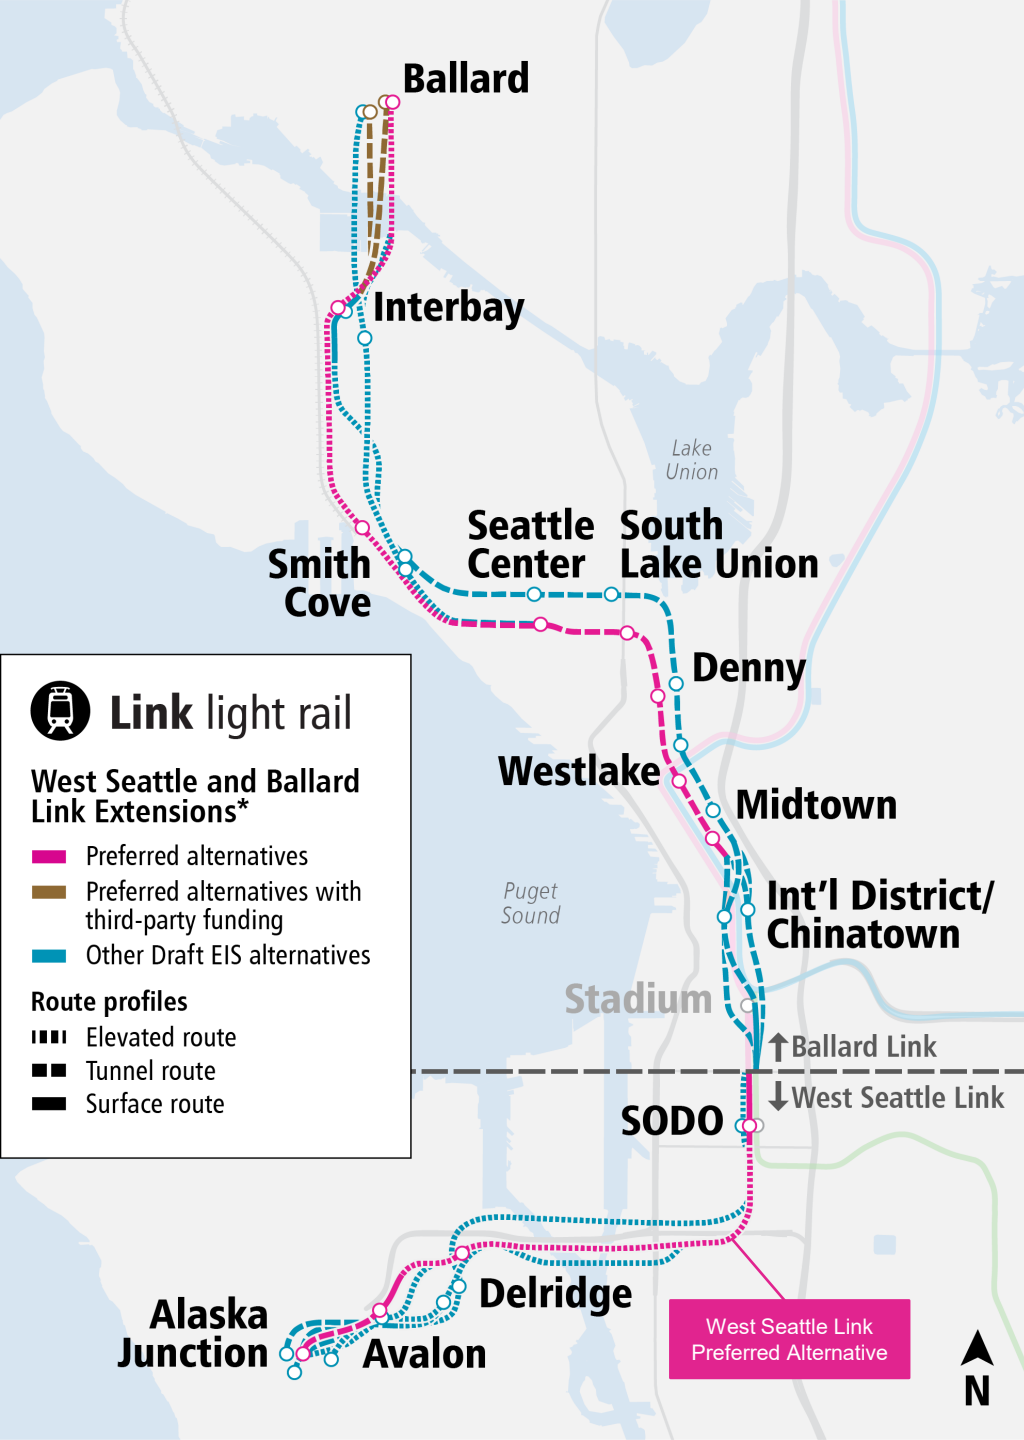 Ballard
Interbay
Lake
Union
Seattle
Center
South
Lake Union
Smith
Cove
Denny
Westlake
Midtown
Puget
Sound
Int'l District/
Chinatown
Stadium
Ballard Link
West Seattle Link
SODO
Delridge
Alaska
Junction
Avalon
West Seattle Link
Preferred Alternative
N
Link light rail
West Seattle and Ballard
Link Extensions*
Preferred alternatives
Preferred alternatives with
third-party funding
Other Draft EIS alternatives
Route profiles
Elevated route
Tunnel route
Surface route